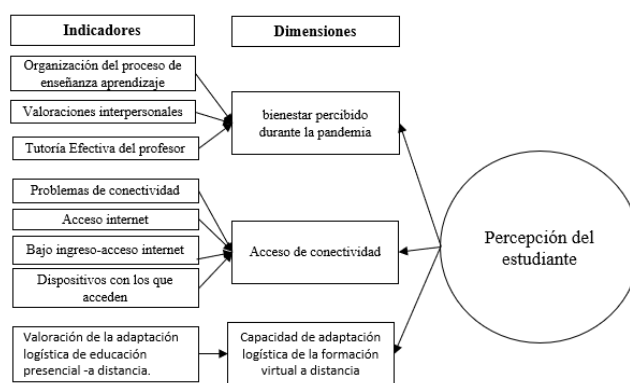 Indicadores
Dimensiones
Organización del proceso de
enseñanza aprendizaje
Valoraciones interpersonales
Tutoría Efectiva del profesor
bienestar percibido
durante la pandemia
Problemas de conectividad
Acceso internet
Bajo ingreso-acceso internet
Dispositivos con los que
acceden
Acceso de conectividad
Percepción del
estudiante
Valoración de la adaptación
logística de educación
presencial -a distancia.
Capacidad de adaptación
logística de la formación
virtual a distancia